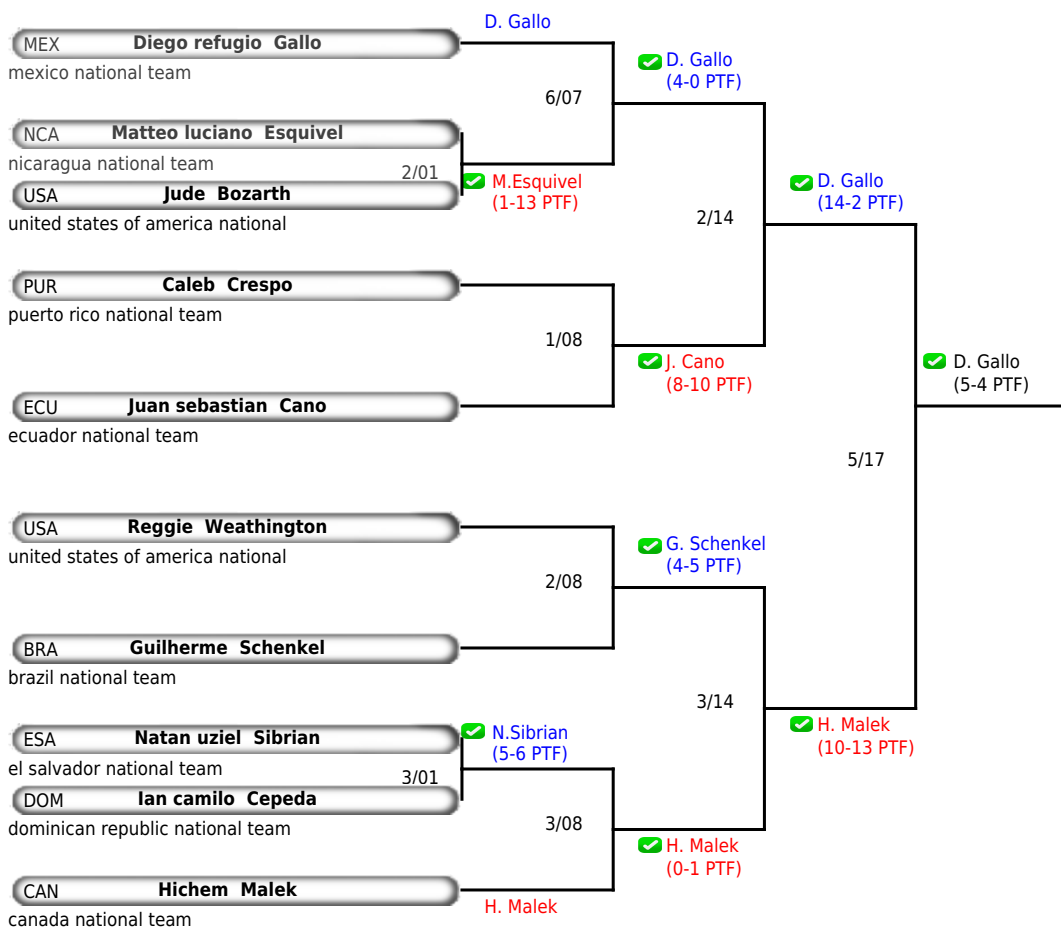 D. Gallo
MEX Diego refugio Gallo
mexico national team
D. Gallo
(4-0 PTF)
6/07
NCA Matteo luciano Esquivel
nicaragua national team
2/01
M.Esquivel
(1-13 PTF)
USA Jude Bozarth
united states of america national
D. Gallo
(14-2 PTF)
2/14
PUR Caleb Crespo
puerto rico national team
1/08
J. Cano
(8-10 PTF)
D. Gallo
(5-4 PTF)
ECU Juan sebastian Cano
ecuador national team
5/17
USA Reggie Weathington
united states of america national
G. Schenkel
(4-5 PTF)
2/08
BRA Guilherme Schenkel
brazil national team
3/14
ESA Natan uziel Sibrian
el salvador national team
N.Sibrian
(5-6 PTF)
H. Malek
(10-13 PTF)
3/01
DOM Ian camilo Cepeda
dominican republic national team
3/08
H. Malek
(0-1 PTF)
CAN Hichem Malek
canada national team
H. Malek